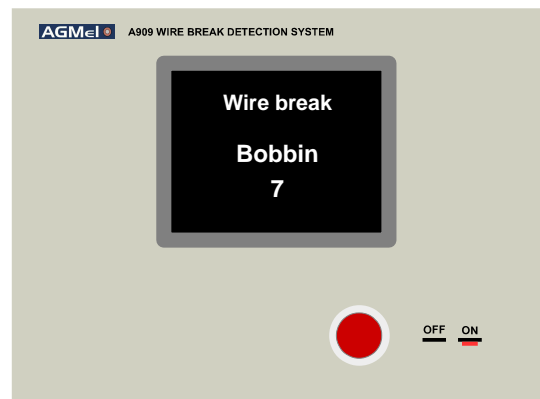 AGMel A909 WIRE BREAK DETECTION SYSTEM
Wire break
Bobbin
7
OFF ON